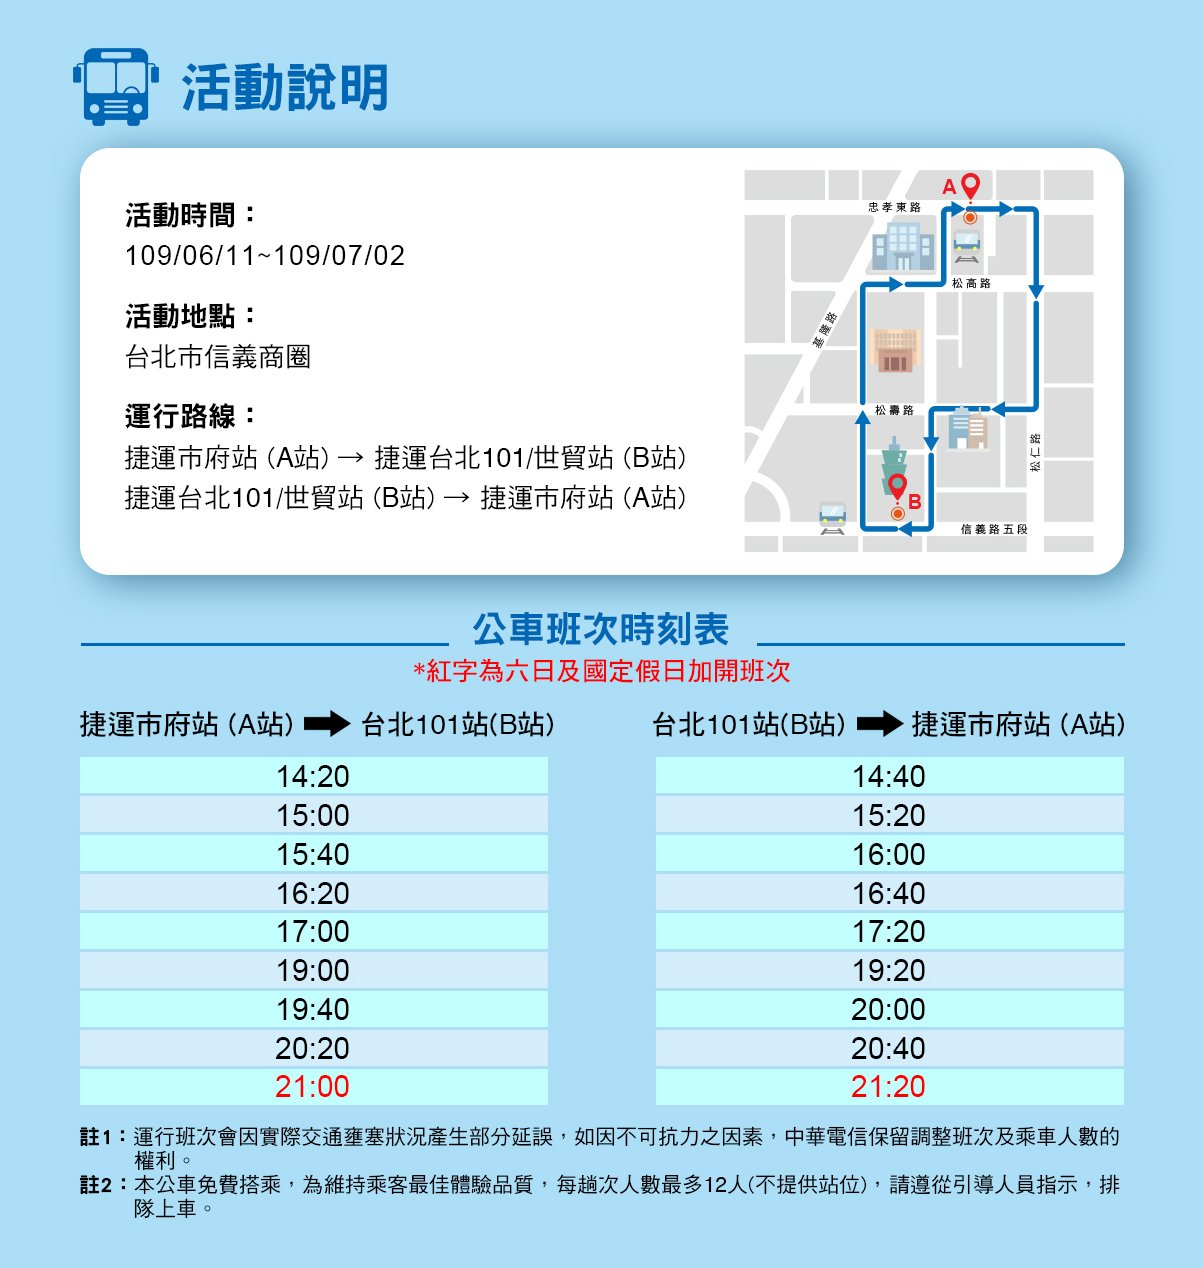 活動說明
活動時間：
109/06/11~109/07/02
活動地點：
台北市信義商圈
運行路線：
捷運市府站 (A站) → 捷運台北101/世貿站 (B站)
捷運台北101/世貿站 (B站) → 捷運市府站 (A站)
A
忠孝東路
松高路
基隆路
松壽路
松仁路
B
信義路五段
公車班次時刻表
*紅字為六日及國定假日加開班次
捷運市府站 (A站) ➡ 台北101站(B站)
14:20
15:00
15:40
16:20
17:00
19:00
19:40
20:20
21:00
台北101站(B站) ➡ 捷運市府站 (A站)
14:40
15:20
16:00
16:40
17:20
19:20
20:00
20:40
21:20
註1：運行班次會因實際交通壅塞狀況產生部分延誤，如因不可抗力之因素，中華電信保留調整班次及乘車人數的
權利。
註2：本公車免費搭乘，為維持乘客最佳體驗品質，每趟次人數最多12人(不提供站位)，請遵從引導人員指示，排
隊上車。